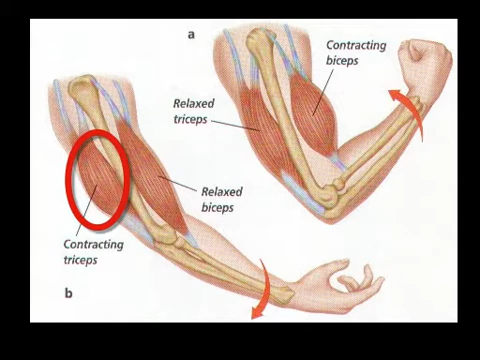 a
Contracting
biceps
Relaxed
triceps
Relaxed
biceps
Contracting
triceps
b